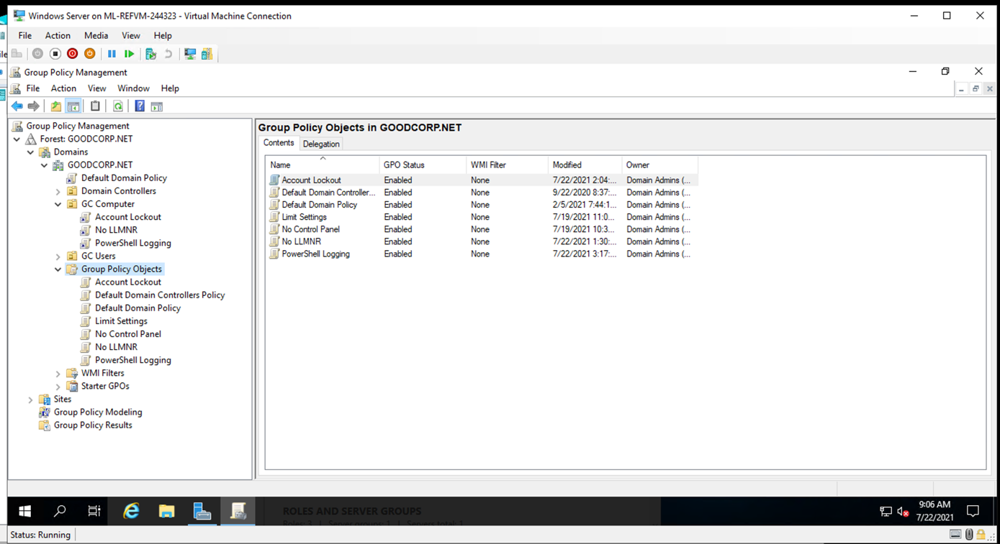 Windows Server on ML-REFVM-244323 - Virtual Machine Connection
File Action Media View Help
Group Policy Management
File Action View Window Help
Group Policy Management
Forest: GOODCORP.NET
Domains
GOODCORP.NET
Default Domain Policy
Domain Controllers
GC Computer
Account Lockout
No LLMNR
PowerShell Logging
GC Users
Group Policy Objects
Account Lockout
Default Domain Controllers Policy
Default Domain Policy
Limit Settings
No Control Panel
No LLMNR
PowerShell Logging
WMI Filters
Starter GPOs
Sites
Group Policy Modeling
Group Policy Results
Group Policy Objects in GOODCORP.NET
Contents Delegation
Name GPO Status WMI Filter Modified Owner
Account Lockout Enabled None 7/22/2021 2:04:... Domain Admins (...
Default Domain Controller... Enabled None 9/22/2020 8:37:... Domain Admins (...
Default Domain Policy Enabled None 2/5/2021 7:44:1... Domain Admins (...
Limit Settings Enabled None 7/19/2021 11:0... Domain Admins (...
No Control Panel Enabled None 7/19/2021 10:3... Domain Admins (...
No LLMNR Enabled None 7/22/2021 1:30:... Domain Admins (...
PowerShell Logging Enabled None 7/22/2021 3:17:... Domain Admins (...
ROLES AND SERVER GROUPS
Roles: 3 | Server groups: 1 | Servers total: 1
9:06 AM
7/22/2021
Status: Running